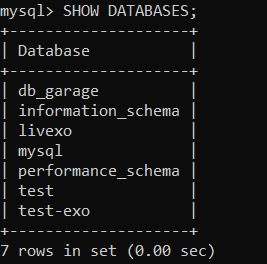 mysql> SHOW DATABASES;
+--------------------+
| Database           |
+--------------------+
| db_garage          |
| information_schema |
| livexo             |
| mysql              |
| performance_schema |
| test               |
| test-exo           |
+--------------------+
7 rows in set (0.00 sec)